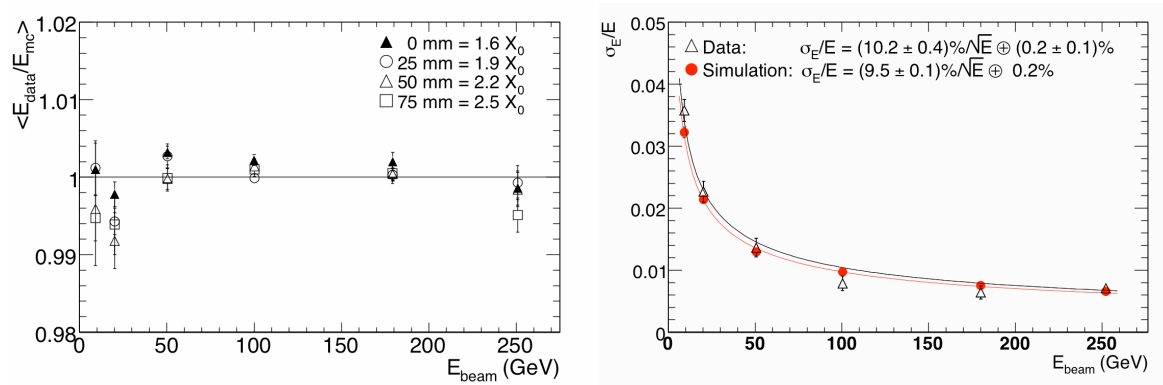 <E_data/E_mc>
1.02
1.01
1
0.99
0.98
0 50 100 150 200 250
E_beam (GeV)
▲ 0 mm = 1.6 X_0
○ 25 mm = 1.9 X_0
△ 50 mm = 2.2 X_0
□ 75 mm = 2.5 X_0
σ_E/E
0.05
0.04
0.03
0.02
0.01
0
0 50 100 150 200 250
E_beam (GeV)
△ Data: σ_E/E = (10.2 ± 0.4)%/√E ⊕ (0.2 ± 0.1)%
● Simulation: σ_E/E = (9.5 ± 0.1)%/√E ⊕ 0.2%